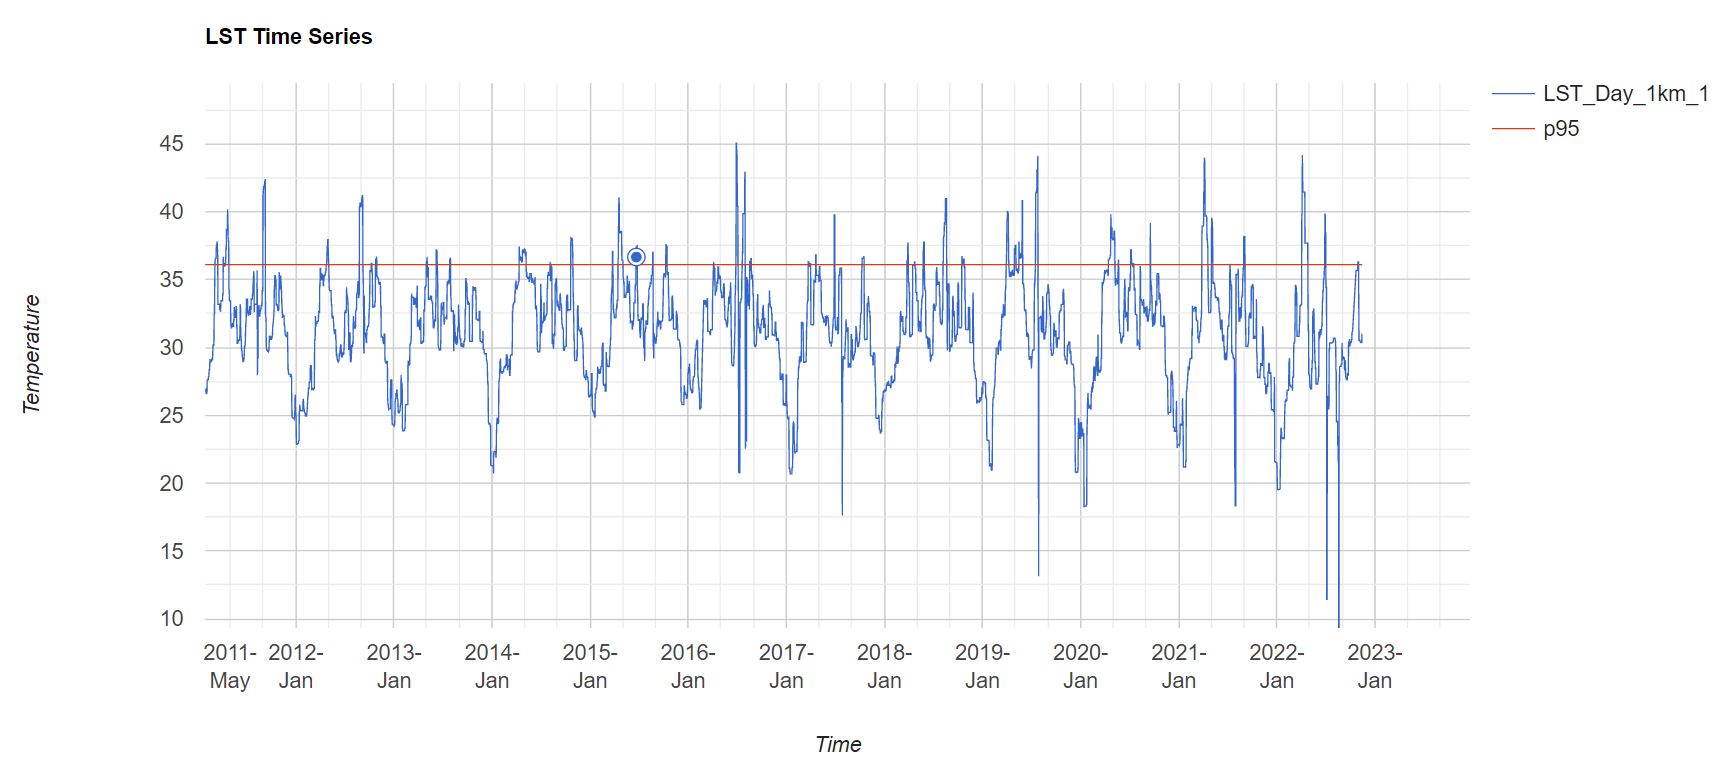 LST Time Series
LST_Day_1km_1
p95
45
40
35
30
25
20
15
10
Temperature
2011-
May
2012-
Jan
2013-
Jan
2014-
Jan
2015-
Jan
2016-
Jan
2017-
Jan
2018-
Jan
2019-
Jan
2020-
Jan
2021-
Jan
2022-
Jan
2023-
Jan
Time